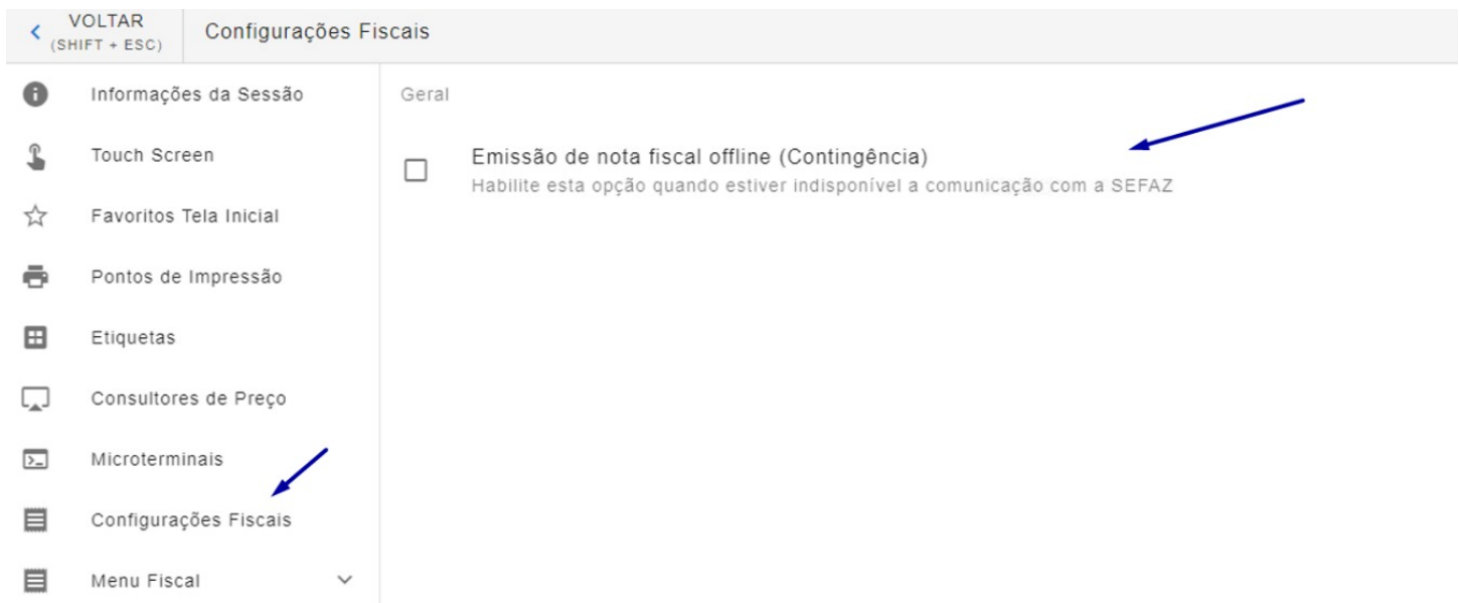 VOLTAR
(SHIFT + ESC)
Configurações Fiscais
Informações da Sessão
Touch Screen
Favoritos Tela Inicial
Pontos de Impressão
Etiquetas
Consultores de Preço
Microterminais
Configurações Fiscais
Menu Fiscal
Geral
Emissão de nota fiscal offline (Contingência)
Habilite esta opção quando estiver indisponível a comunicação com a SEFAZ